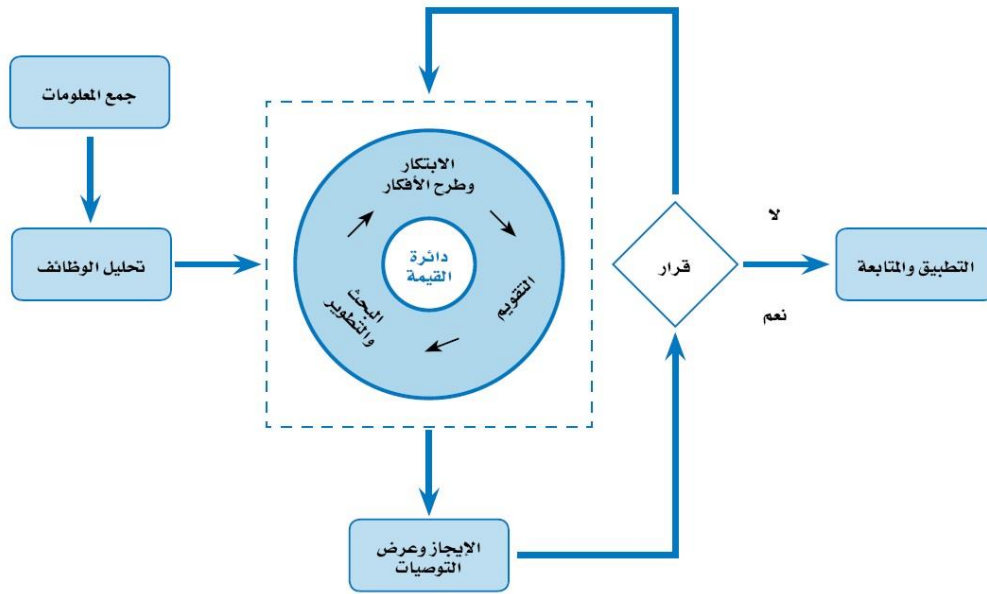 جمع المعلومات
تحليل الوظائف
الابتكار
وطرح الأفكار
التقويم
البحث
والتطوير
دائرة
القيمة
الإيجاز وعرض
التوصيات
قرار
لا
نعم
التطبيق والمتابعة